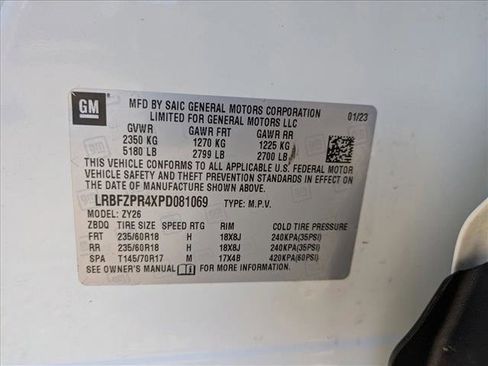 GM
MFD BY SAIC GENERAL MOTORS CORPORATION
LIMITED FOR GENERAL MOTORS LLC
01/23
GVWR GAWR FRT GAWR RR
2350 KG 1270 KG 1225 KG
5180 LB 2799 LB 2700 LB
THIS VEHICLE CONFORMS TO ALL APPLICABLE U.S. FEDERAL MOTOR
VEHICLE SAFETY AND THEFT PREVENTION STANDARDS IN EFFECT ON
THE DATE OF MANUFACTURE SHOWN ABOVE.
LRBFZPR4XPD081069 TYPE: M.P.V.
MODEL: ZY26
ZBDQ TIRE SIZE SPEED RTG RIM COLD TIRE PRESSURE
FRT 235/60R18 H 18X8J 240KPA(35PSI)
RR 235/60R18 H 18X8J 240KPA(35PSI)
SPA T145/70R17 M 17X4B 420KPA(60PSI)
SEE OWNER'S MANUAL FOR MORE INFORMATION.